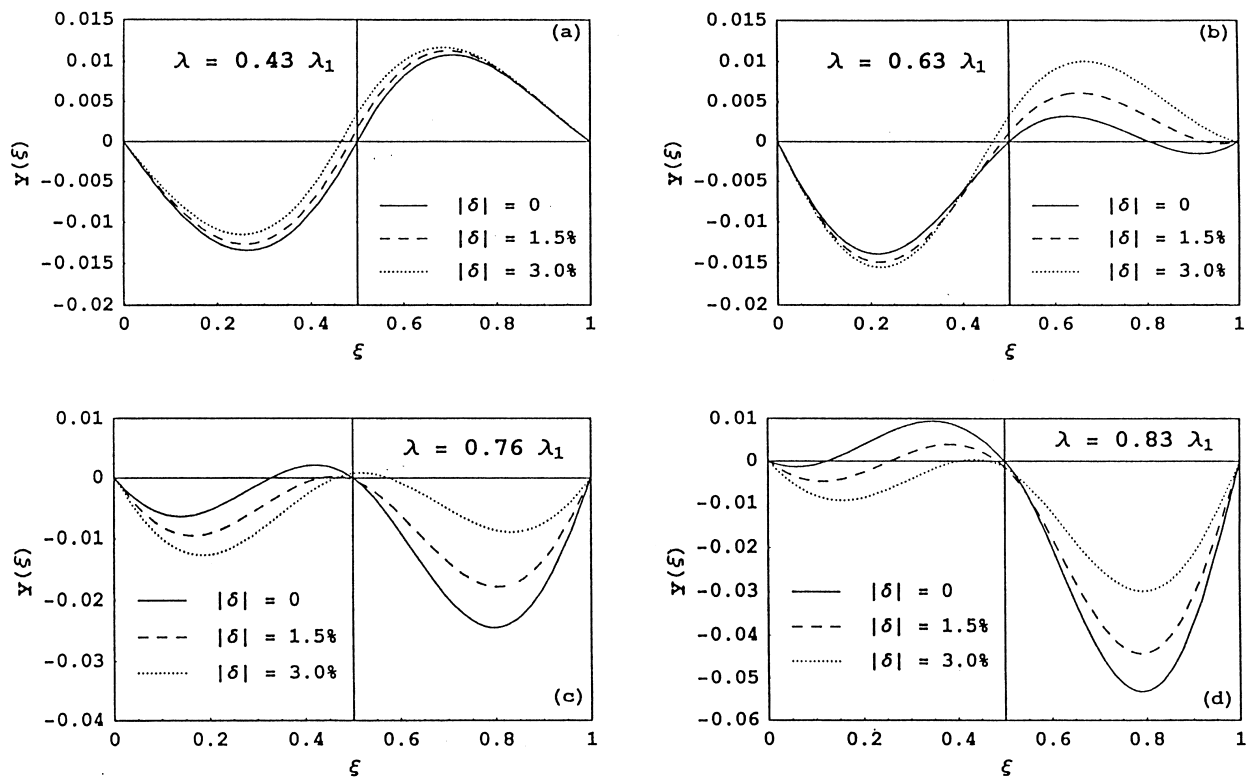 (a)
λ = 0.43 λ₁
0.015
0.01
0.005
0
-0.005
-0.01
-0.015
-0.02
Y(ξ)
|δ| = 0
|δ| = 1.5%
|δ| = 3.0%
0 0.2 0.4 0.6 0.8 1
ξ
(b)
λ = 0.63 λ₁
0.015
0.01
0.005
0
-0.005
-0.01
-0.015
-0.02
Y(ξ)
|δ| = 0
|δ| = 1.5%
|δ| = 3.0%
0 0.2 0.4 0.6 0.8 1
ξ
λ = 0.76 λ₁
0.01
0
-0.01
-0.02
-0.03
-0.04
Y(ξ)
|δ| = 0
|δ| = 1.5%
|δ| = 3.0%
(c)
0 0.2 0.4 0.6 0.8 1
ξ
λ = 0.83 λ₁
0.01
0
-0.01
-0.02
-0.03
-0.04
-0.05
-0.06
Y(ξ)
|δ| = 0
|δ| = 1.5%
|δ| = 3.0%
(d)
0 0.2 0.4 0.6 0.8 1
ξ